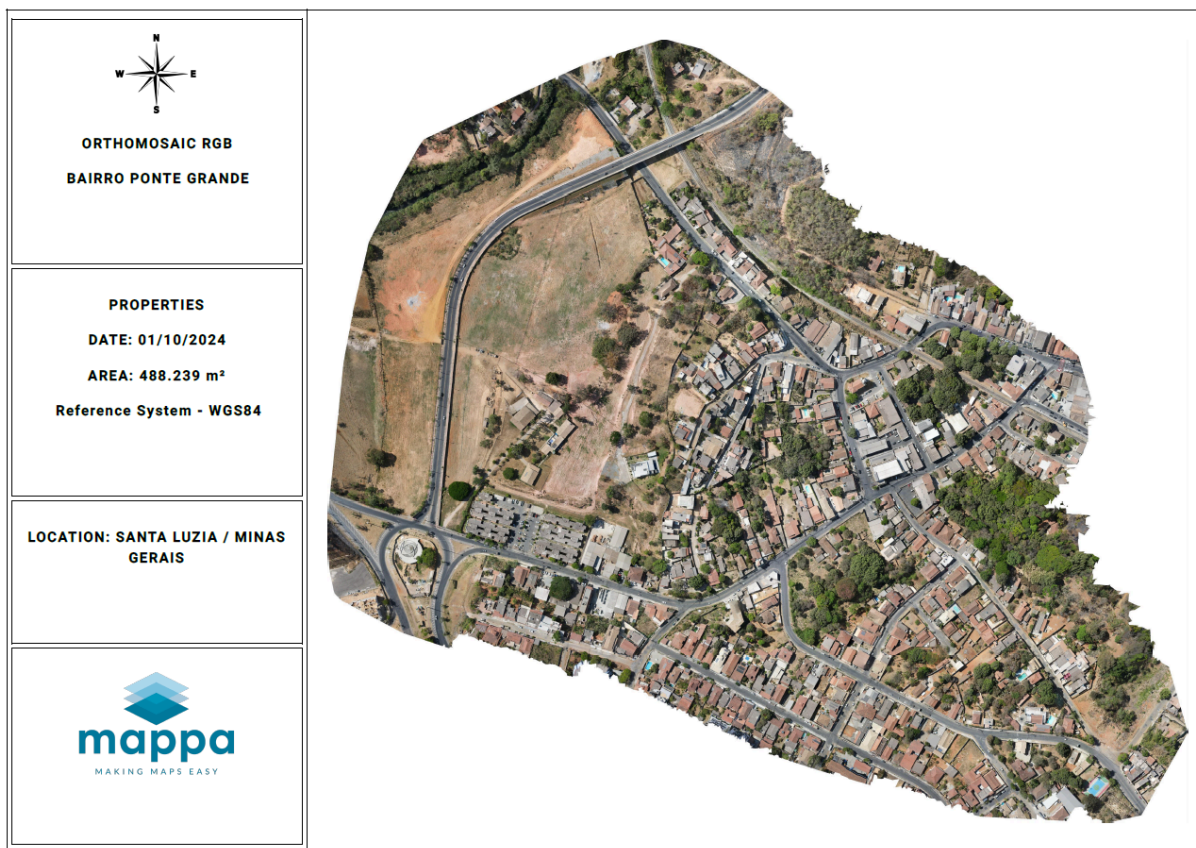 N
W E
S
ORTHOMOSAIC RGB
BAIRRO PONTE GRANDE
PROPERTIES
DATE: 01/10/2024
AREA: 488.239 m²
Reference System - WGS84
LOCATION: SANTA LUZIA / MINAS
GERAIS
mappa
MAKING MAPS EASY